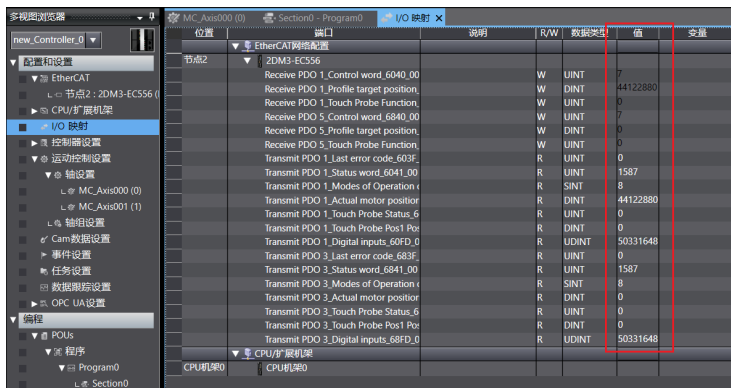 多视图浏览器
MC_Axis000 (0)
Section0 - Program0
I/O 映射
new_Controller_0
配置和设置
EtherCAT
节点2 : 2DM3-EC556 (
CPU/扩展机架
I/O 映射
控制器设置
运动控制设置
轴设置
MC_Axis000 (0)
MC_Axis001 (1)
轴组设置
Cam数据设置
事件设置
任务设置
数据跟踪设置
OPC UA设置
编程
POUs
程序
Program0
Section0
位置 端口 说明 R/W 数据类型 值 变量
EtherCAT网络配置
节点2 2DM3-EC556
Receive PDO 1_Control word_6040_00 W UINT 7
Receive PDO 1_Profile target position_ W DINT 44122880
Receive PDO 1_Touch Probe Function_ W UINT 0
Receive PDO 5_Control word_6840_00 W UINT 7
Receive PDO 5_Profile target position_ W DINT 0
Receive PDO 5_Touch Probe Function_ W UINT 0
Transmit PDO 1_Last error code_603F_ R UINT 0
Transmit PDO 1_Status word_6041_00 R UINT 1587
Transmit PDO 1_Modes of Operation R SINT 8
Transmit PDO 1_Actual motor position R DINT 44122880
Transmit PDO 1_Touch Probe Status_6 R UINT 0
Transmit PDO 1_Touch Probe Pos1 Pos R DINT 0
Transmit PDO 1_Digital inputs_60FD_0 R UDINT 50331648
Transmit PDO 3_Last error code_683F_ R UINT 0
Transmit PDO 3_Status word_6841_00 R UINT 1587
Transmit PDO 3_Modes of Operation R SINT 8
Transmit PDO 3_Actual motor position R DINT 0
Transmit PDO 3_Touch Probe Status_6 R UINT 0
Transmit PDO 3_Touch Probe Pos1 Pos R DINT 0
Transmit PDO 3_Digital inputs_68FD_0 R UDINT 50331648
CPU/扩展机架
CPU机架0 CPU机架0